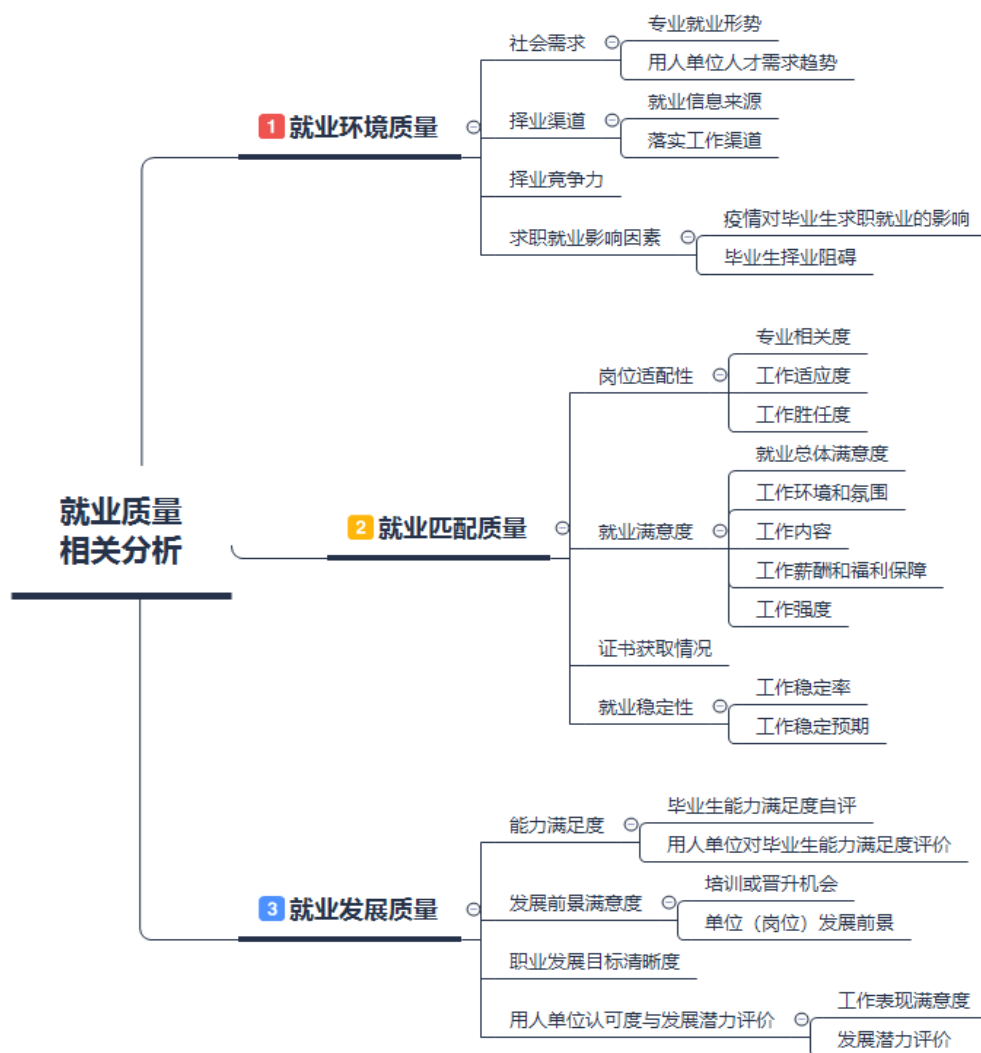 就业质量
相关分析
1 就业环境质量
社会需求
专业就业形势
用人单位人才需求趋势
择业渠道
就业信息来源
落实工作渠道
择业竞争力
求职就业影响因素
疫情对毕业生求职就业的影响
毕业生择业阻碍
2 就业匹配质量
岗位适配性
专业相关度
工作适应度
工作胜任度
就业满意度
就业总体满意度
工作环境和氛围
工作内容
工作薪酬和福利保障
工作强度
证书获取情况
就业稳定性
工作稳定率
工作稳定预期
3 就业发展质量
能力满足度
毕业生能力满足度自评
用人单位对毕业生能力满足度评价
发展前景满意度
培训或晋升机会
单位（岗位）发展前景
职业发展目标清晰度
用人单位认可度与发展潜力评价
工作表现满意度
发展潜力评价